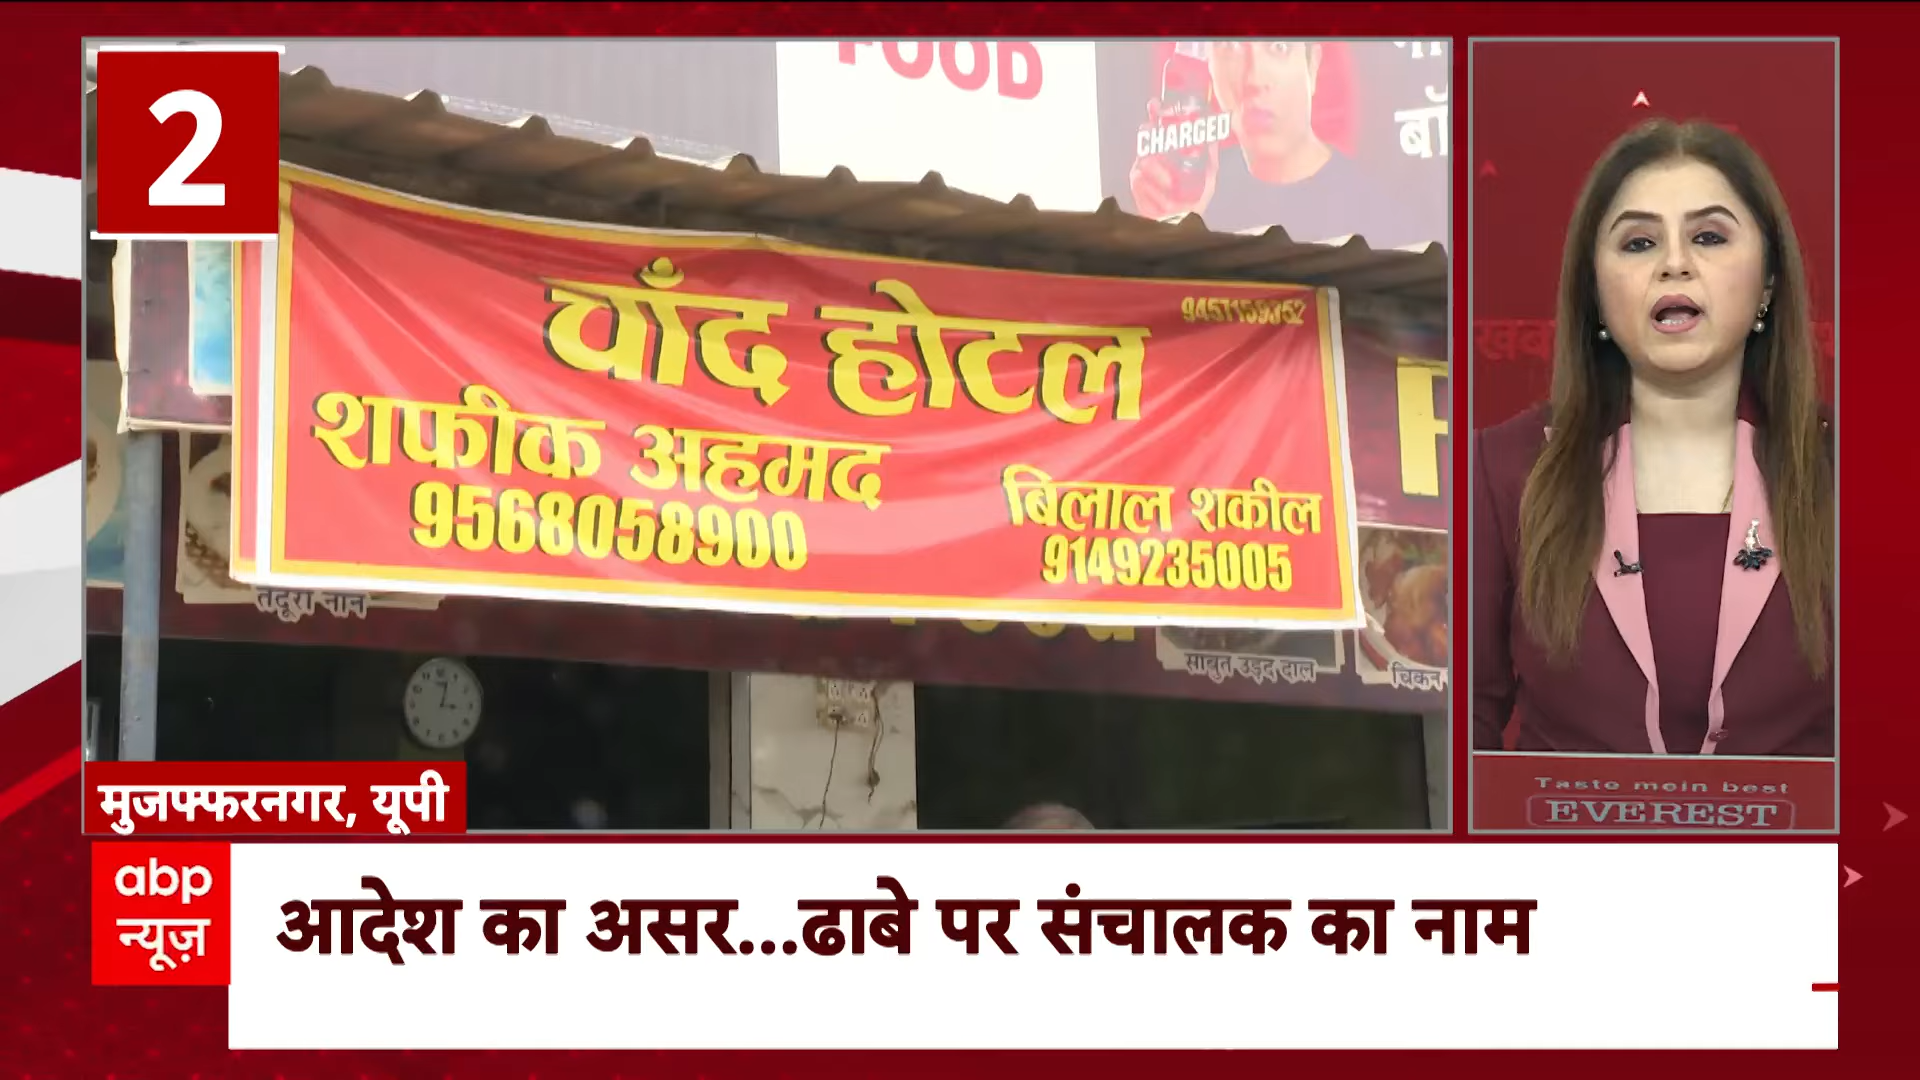 2
FOOD
CHARGED
चाँद होटल
शफीक अहमद
9568058900
बिलाल शकील
9149235005
तंदूरी नान
साबुत उड़द दाल
चिकन
मुजफ्फरनगर, यूपी
Taste mein best
EVEREST
abp
न्यूज़
आदेश का असर...ढाबे पर संचालक का नाम